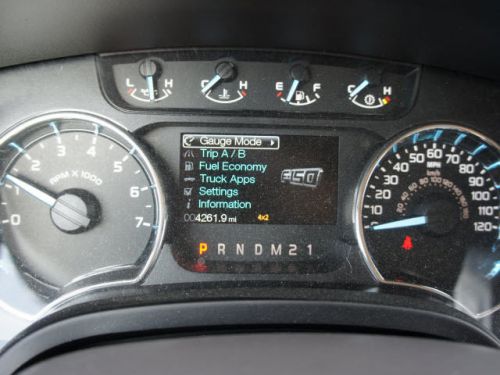 L H C H E F C H
Gauge Mode
Trip A / B
Fuel Economy
Truck Apps
Settings
Information
004261.9 mi 4x2
F150
P R N D M 2 1
0 1 2 3 4 5 6 7
RPM X 1000
10 20 30 40 50 60 70 80 90 100 110 120
MPH